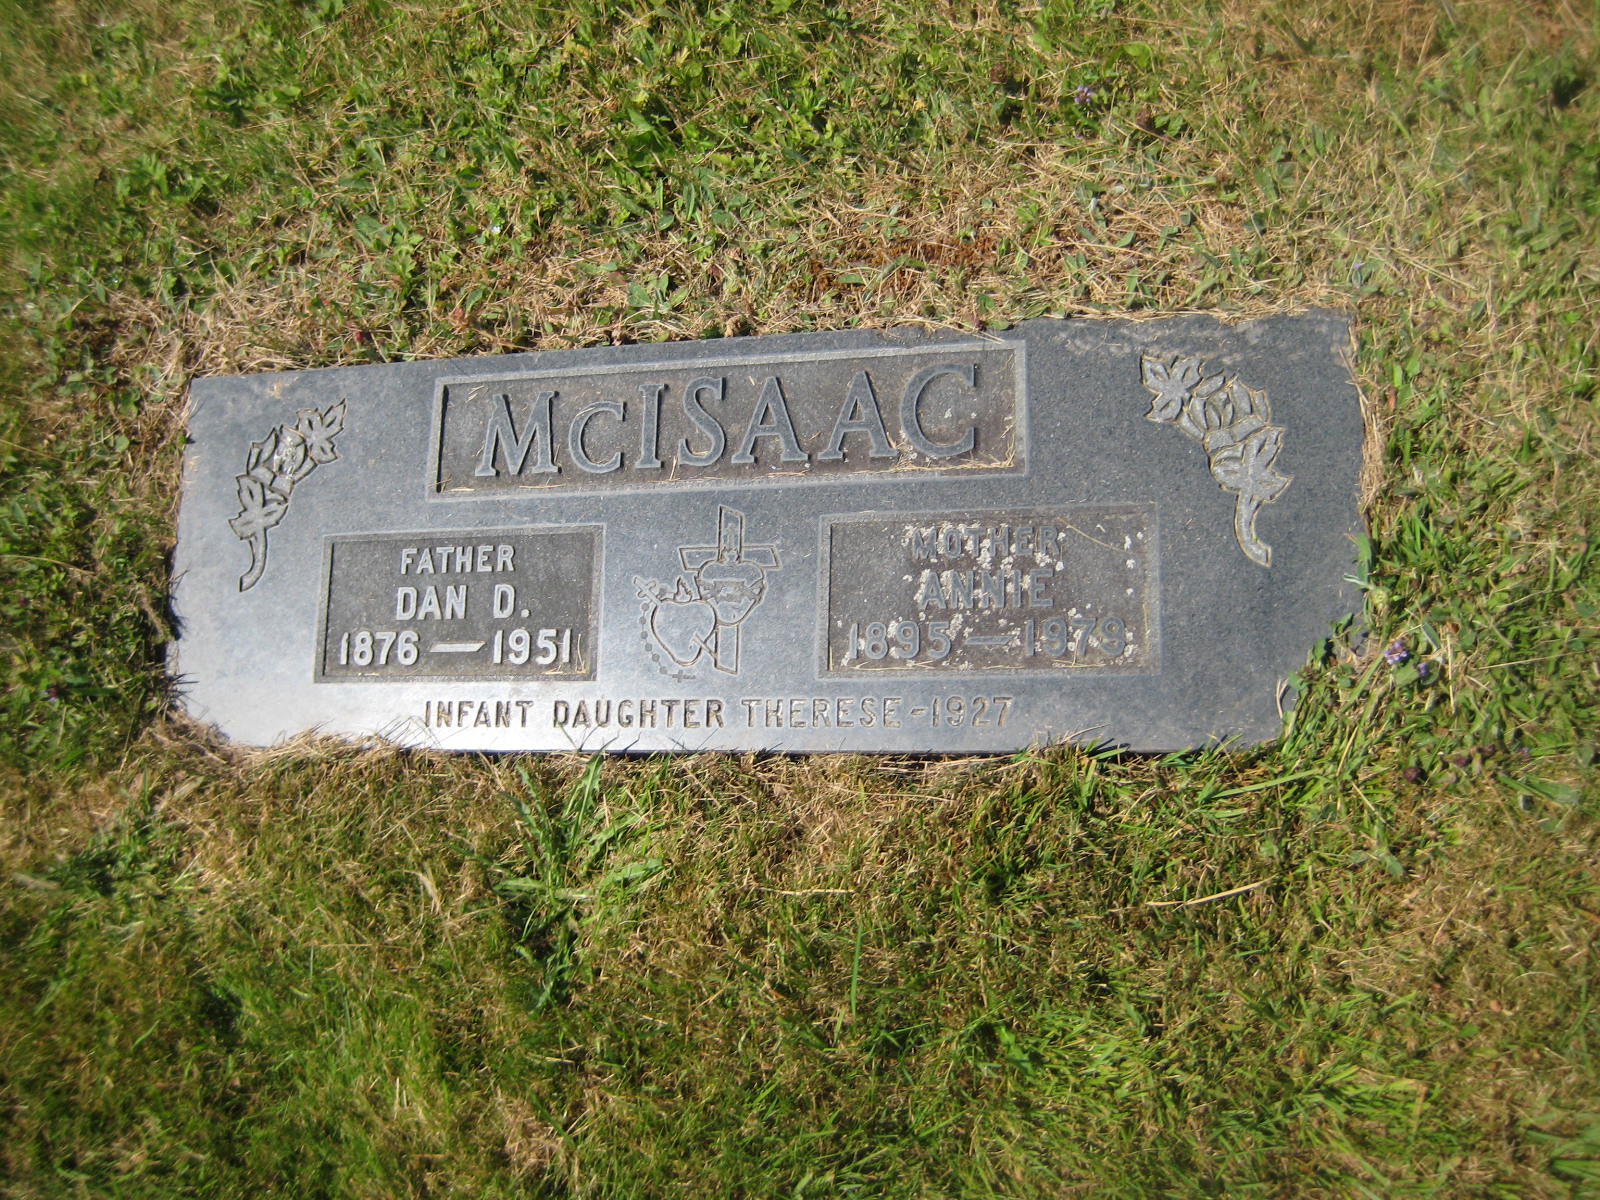 McISAAC
FATHER
DAN D.
1876 — 1951
MOTHER
ANNIE
1895 — 1979
INFANT DAUGHTER THERESE - 1927